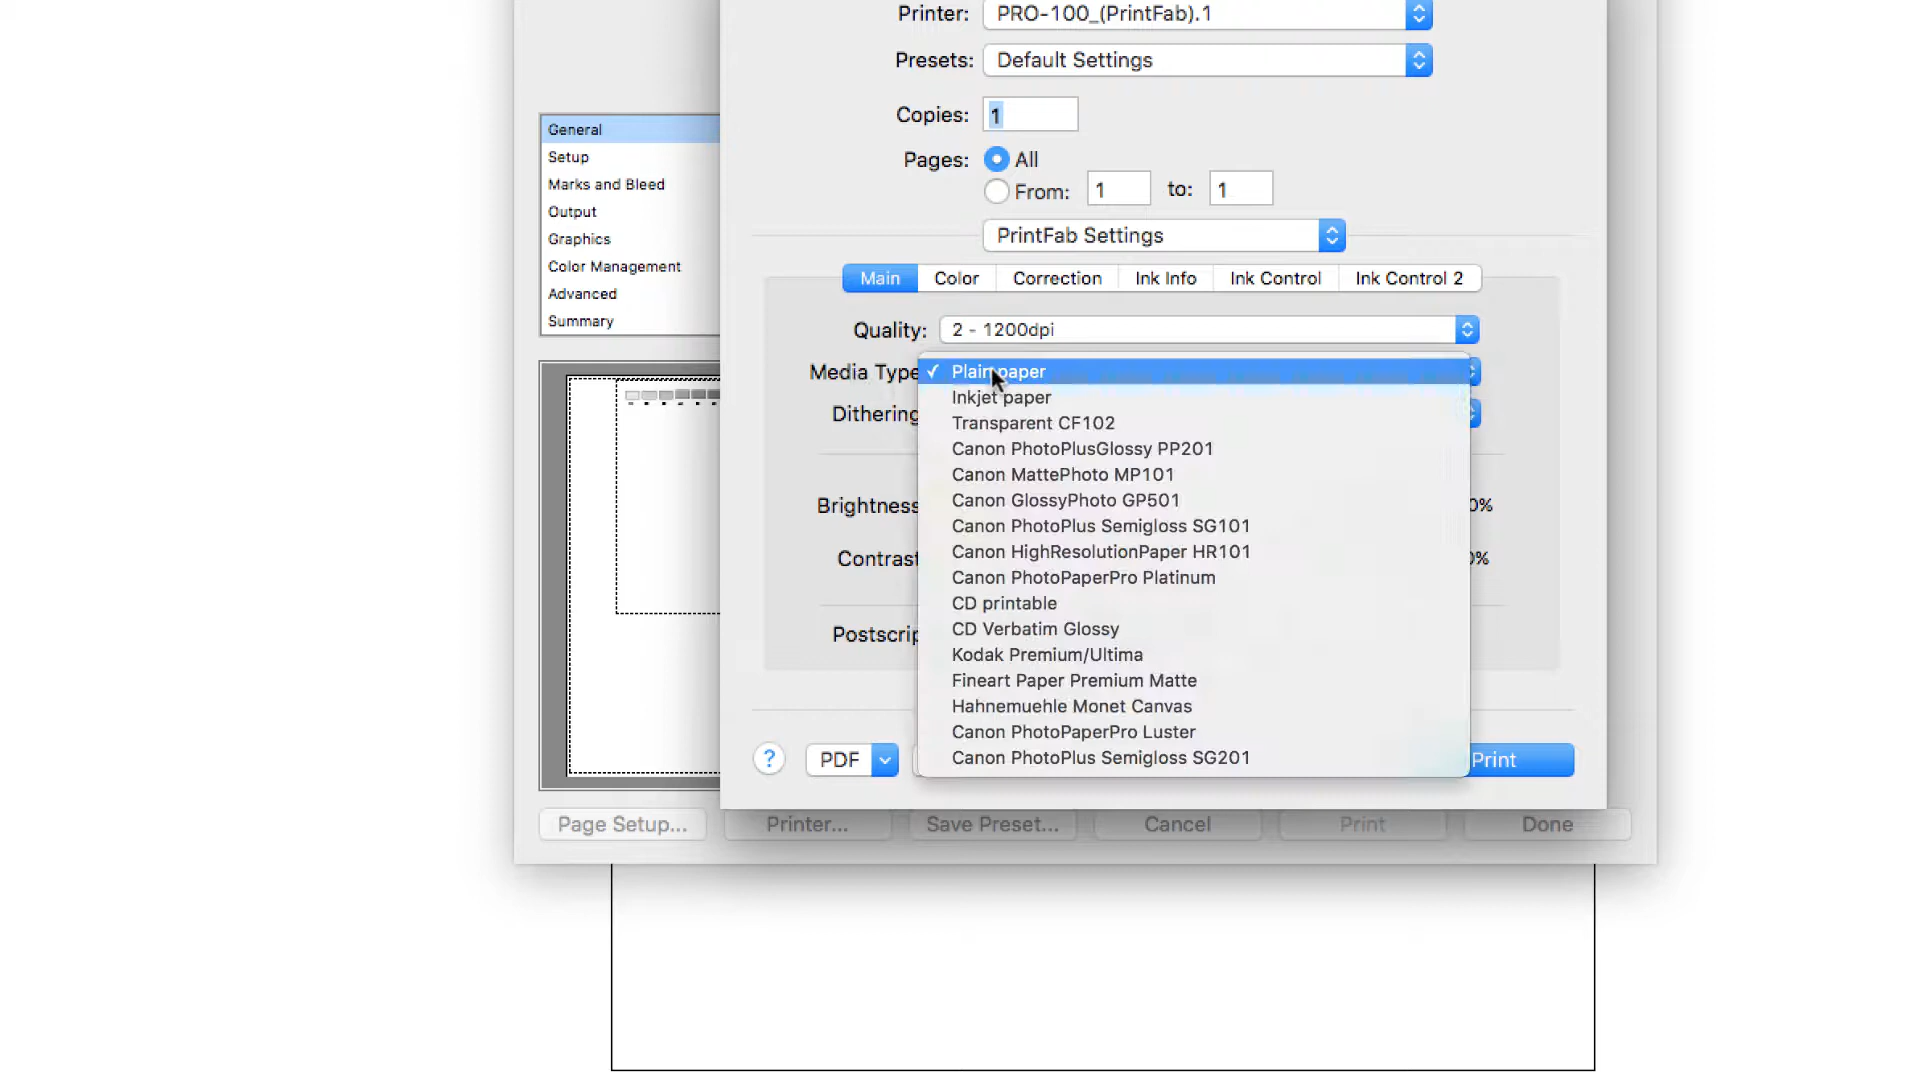 Printer: PRO-100_(PrintFab).1
Presets: Default Settings
Copies: 1
Pages: All
From: 1 to: 1
PrintFab Settings
Main Color Correction Ink Info Ink Control Ink Control 2
Quality: 2 - 1200dpi
Media Type
Dithering
Brightness
Contrast
Postscrip
✓ Plain paper
Inkjet paper
Transparent CF102
Canon PhotoPlusGlossy PP201
Canon MattePhoto MP101
Canon GlossyPhoto GP501
Canon PhotoPlus Semigloss SG101
Canon HighResolutionPaper HR101
Canon PhotoPaperPro Platinum
CD printable
CD Verbatim Glossy
Kodak Premium/Ultima
Fineart Paper Premium Matte
Hahnemuehle Monet Canvas
Canon PhotoPaperPro Luster
Canon PhotoPlus Semigloss SG201
0%
0%
? PDF Print
General
Setup
Marks and Bleed
Output
Graphics
Color Management
Advanced
Summary
Page Setup... Printer... Save Preset... Cancel Print Done